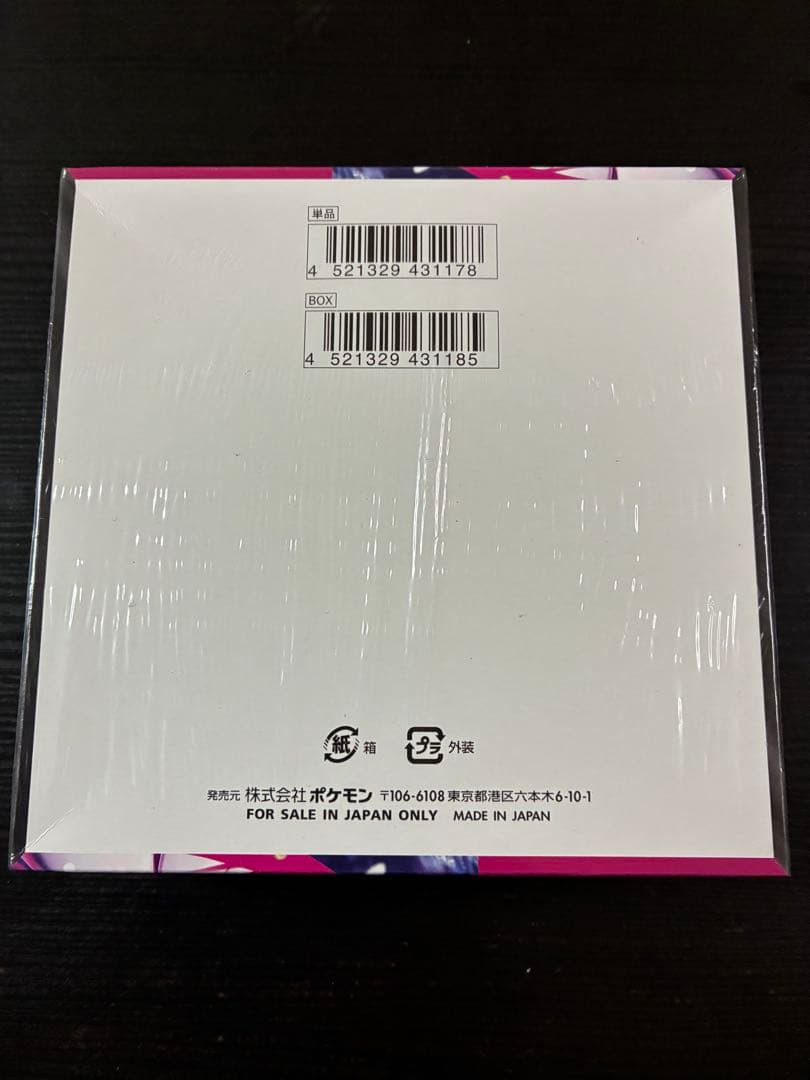 単品
4 521329 431178
BOX
4 521329 431185
紙 箱 プラ 外装
発売元 株式会社 ポケモン 〒106-6108 東京都港区六本木6-10-1
FOR SALE IN JAPAN ONLY MADE IN JAPAN